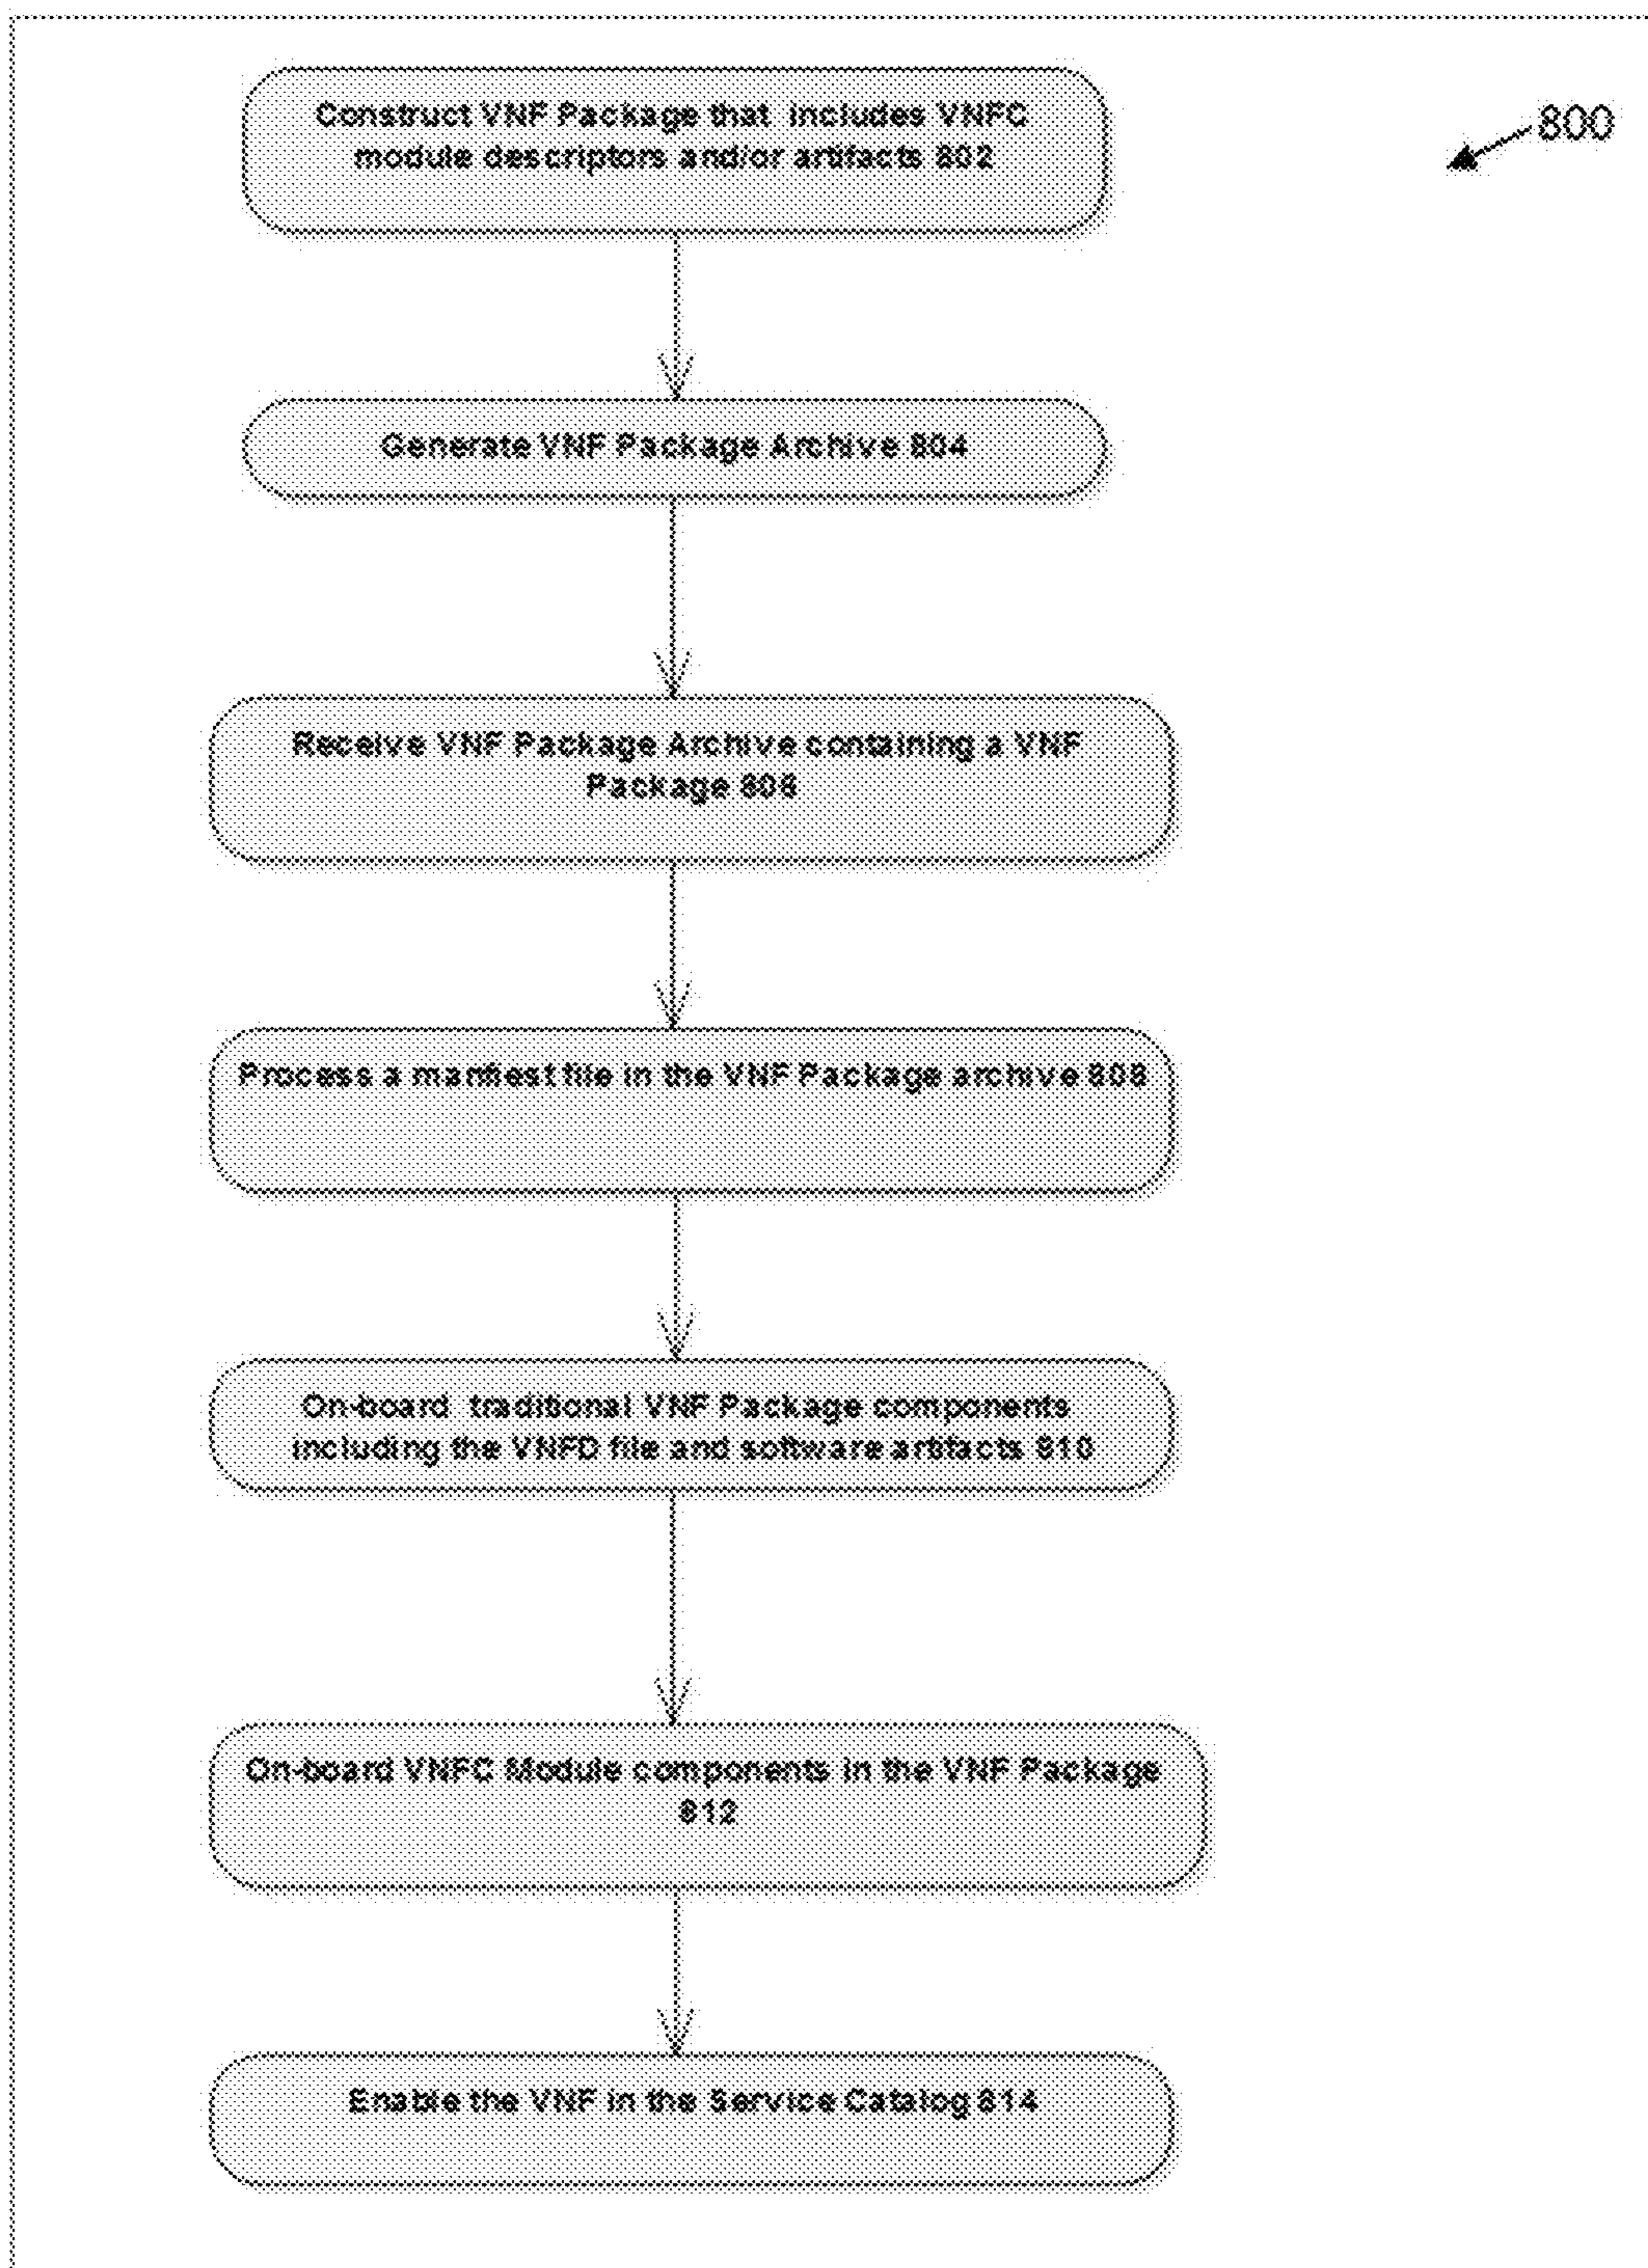 Construct VNF Package that includes VNFC
module descriptors and/or artifacts 802
800
Generate VNF Package Archive 804
Receive VNF Package Archive containing a VNF
Package 806
Process a manifest file in the VNF Package archive 808
On-board traditional VNF Package components
including the VNFD file and software artifacts 810
On-board VNFC Module components in the VNF Package
812
Enable the VNF in the Service Catalog 814